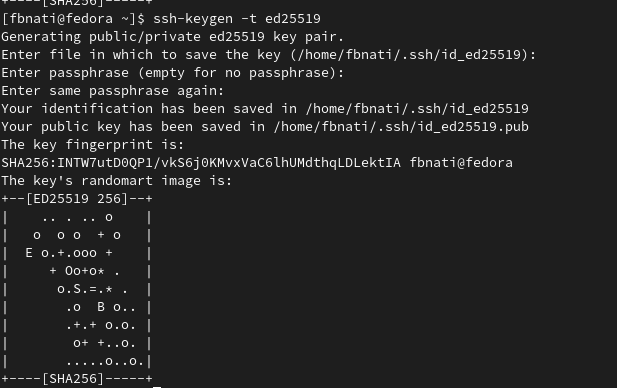 +----[SHA256]-----+
[fbnati@fedora ~]$ ssh-keygen -t ed25519
Generating public/private ed25519 key pair.
Enter file in which to save the key (/home/fbnati/.ssh/id_ed25519):
Enter passphrase (empty for no passphrase):
Enter same passphrase again:
Your identification has been saved in /home/fbnati/.ssh/id_ed25519
Your public key has been saved in /home/fbnati/.ssh/id_ed25519.pub
The key fingerprint is:
SHA256:INTW7utD0QP1/vkS6j0KMvxVaC6lhUMdthqLDLektIA fbnati@fedora
The key's randomart image is:
+--[ED25519 256]--+
|    .. . .. o    |
|   o  o o  + o   |
|  E o.+.ooo +    |
|     + Oo+o* .   |
|      o.S.=.* .  |
|       .o  B o.. |
|       .+.+ o.o. |
|        o+ +..o. |
|       .....o..o.|
+----[SHA256]-----+